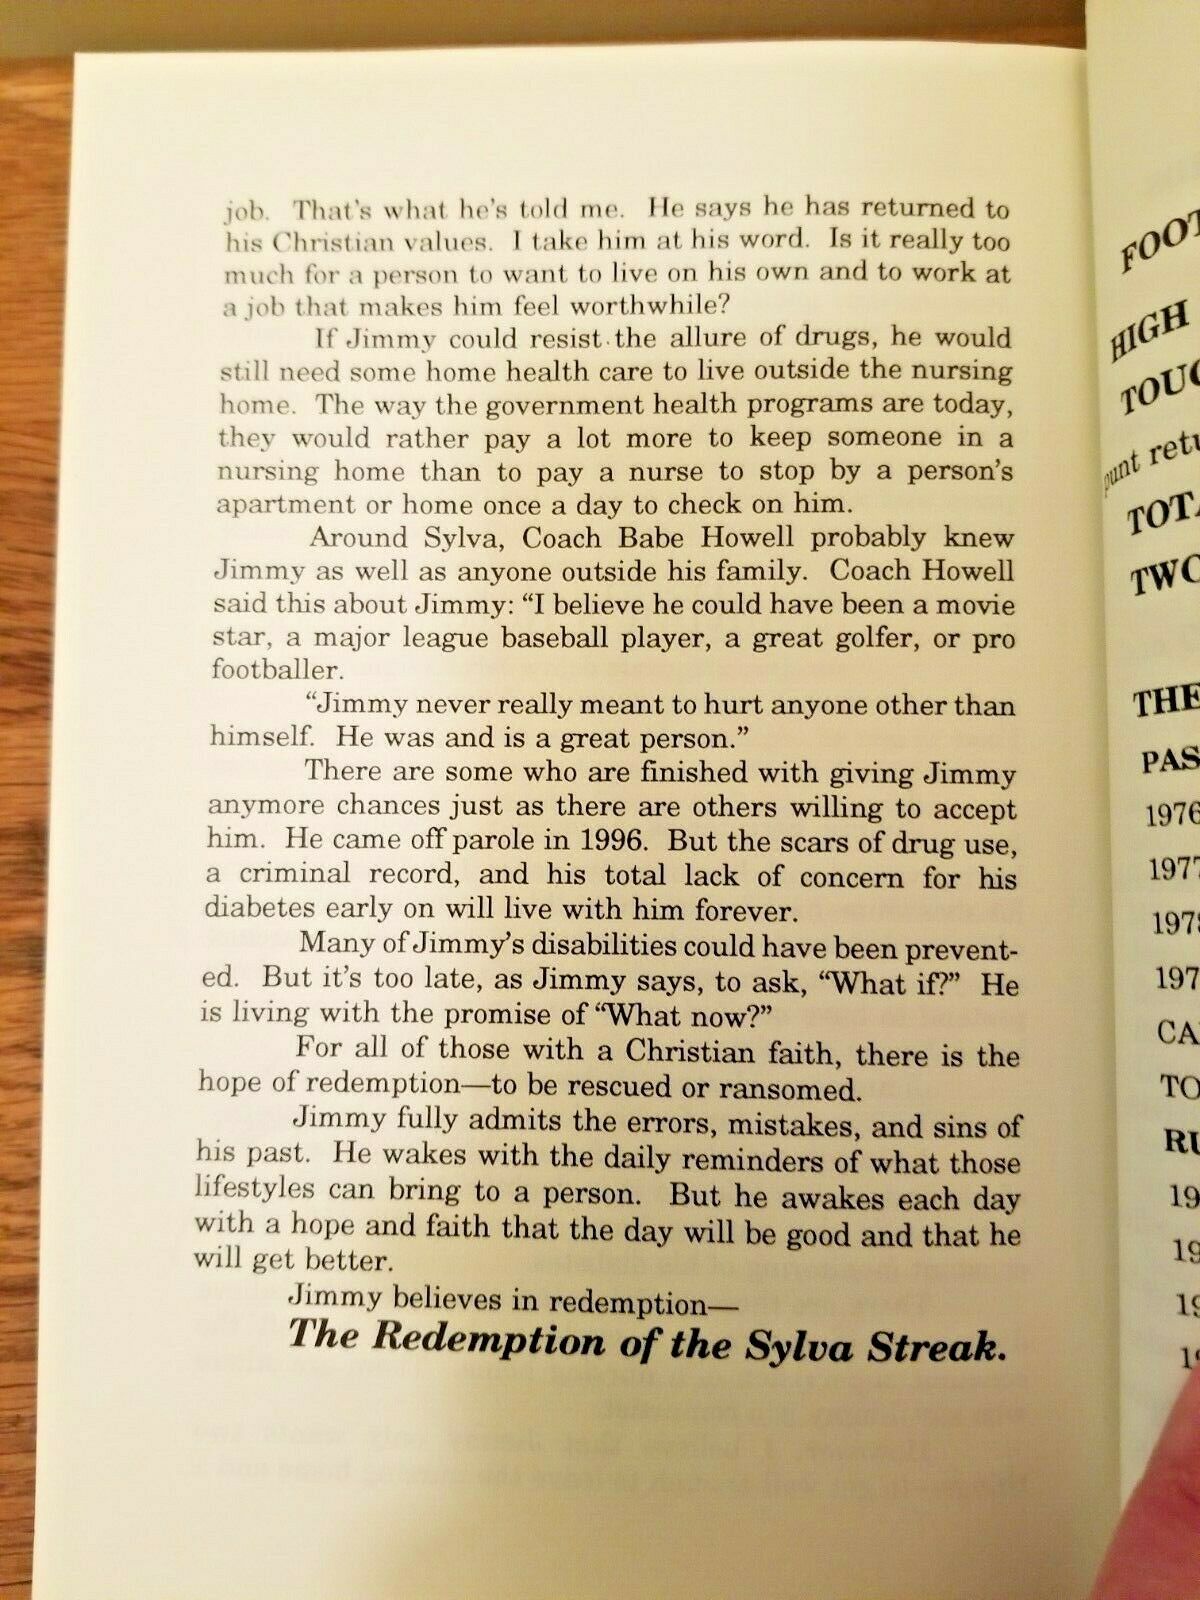 job. That's what he's told me. He says he has returned to
his Christian values. I take him at his word. Is it really too
much for a person to want to live on his own and to work at
a job that makes him feel worthwhile?
If Jimmy could resist the allure of drugs, he would
still need some home health care to live outside the nursing
home. The way the government health programs are today,
they would rather pay a lot more to keep someone in a
nursing home than to pay a nurse to stop by a person's
apartment or home once a day to check on him.
Around Sylva, Coach Babe Howell probably knew
Jimmy as well as anyone outside his family. Coach Howell
said this about Jimmy: “I believe he could have been a movie
star, a major league baseball player, a great golfer, or pro
footballer.
“Jimmy never really meant to hurt anyone other than
himself. He was and is a great person.”
There are some who are finished with giving Jimmy
anymore chances just as there are others willing to accept
him. He came off parole in 1996. But the scars of drug use,
a criminal record, and his total lack of concern for his
diabetes early on will live with him forever.
Many of Jimmy's disabilities could have been prevent-
ed. But it's too late, as Jimmy says, to ask, “What if?” He
is living with the promise of “What now?”
For all of those with a Christian faith, there is the
hope of redemption—to be rescued or ransomed.
Jimmy fully admits the errors, mistakes, and sins of
his past. He wakes with the daily reminders of what those
lifestyles can bring to a person. But he awakes each day
with a hope and faith that the day will be good and that he
will get better.
Jimmy believes in redemption—
The Redemption of the Sylva Streak.
HIGH
punt
THE
1976